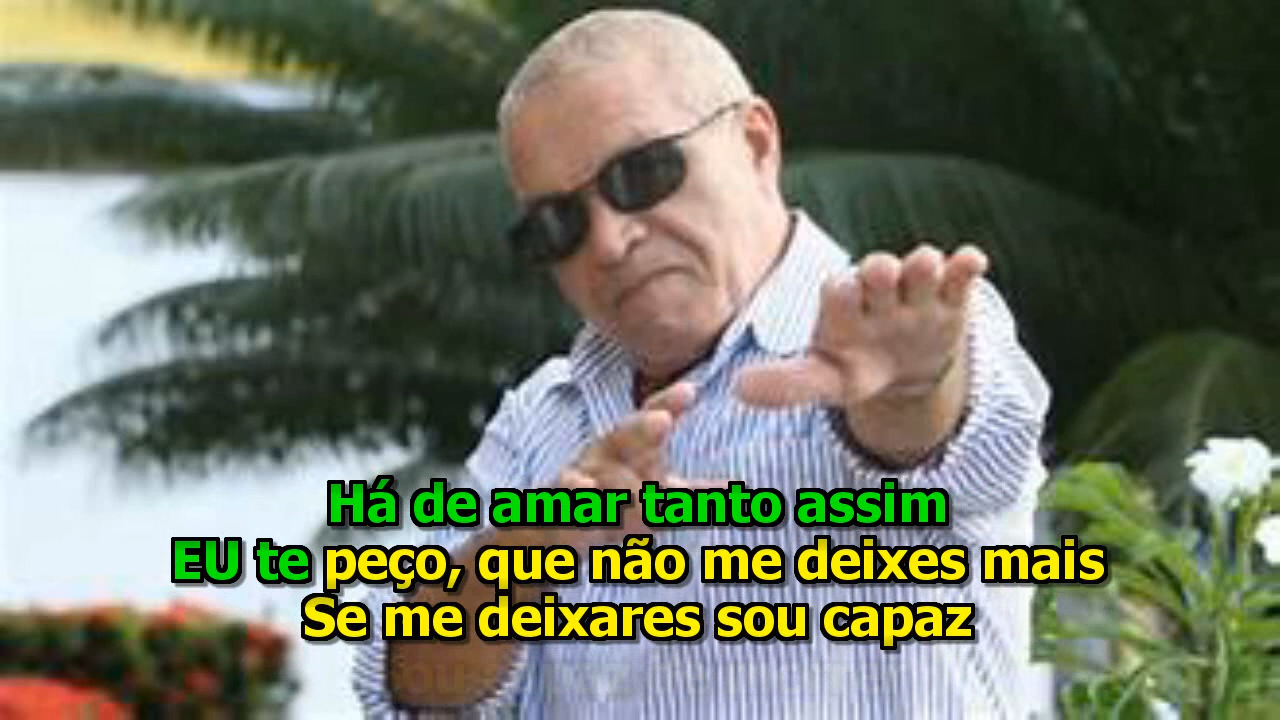 Há de amar tanto assim
EU te peço, que não me deixes mais
Se me deixares sou capaz